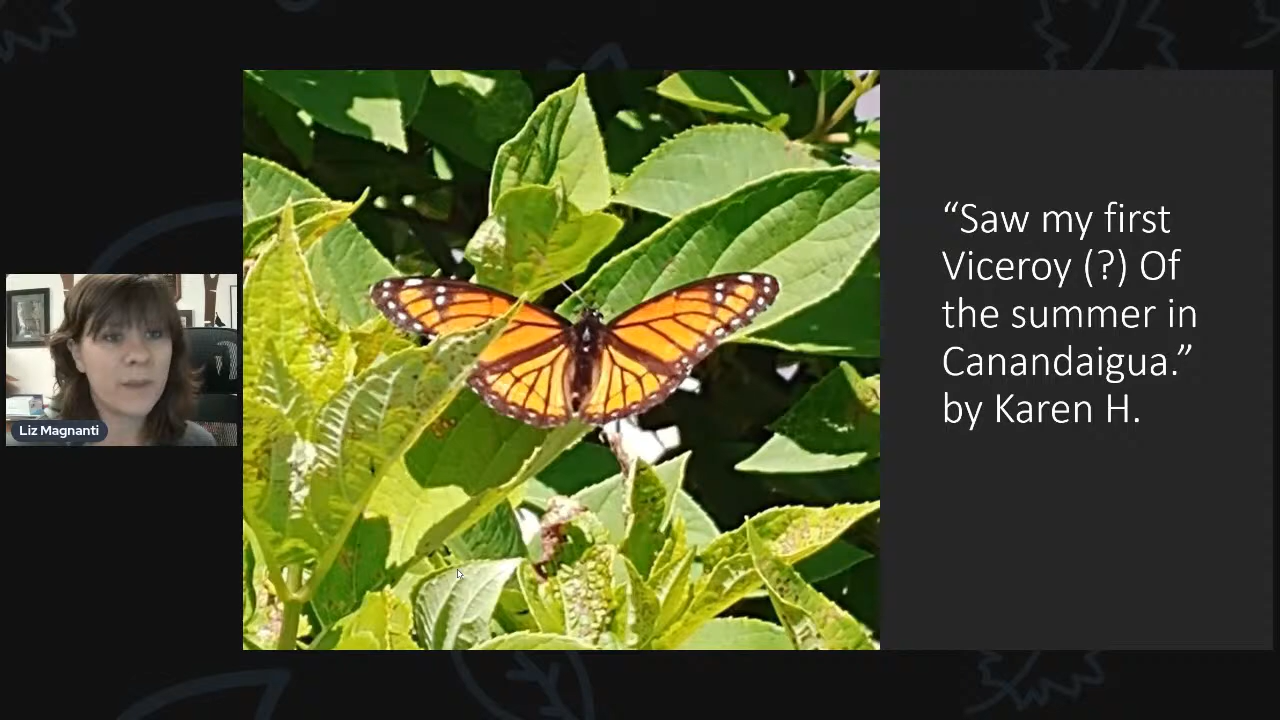 “Saw my first
Viceroy (?) Of
the summer in
Canandaigua.”
by Karen H.
Liz Magnanti